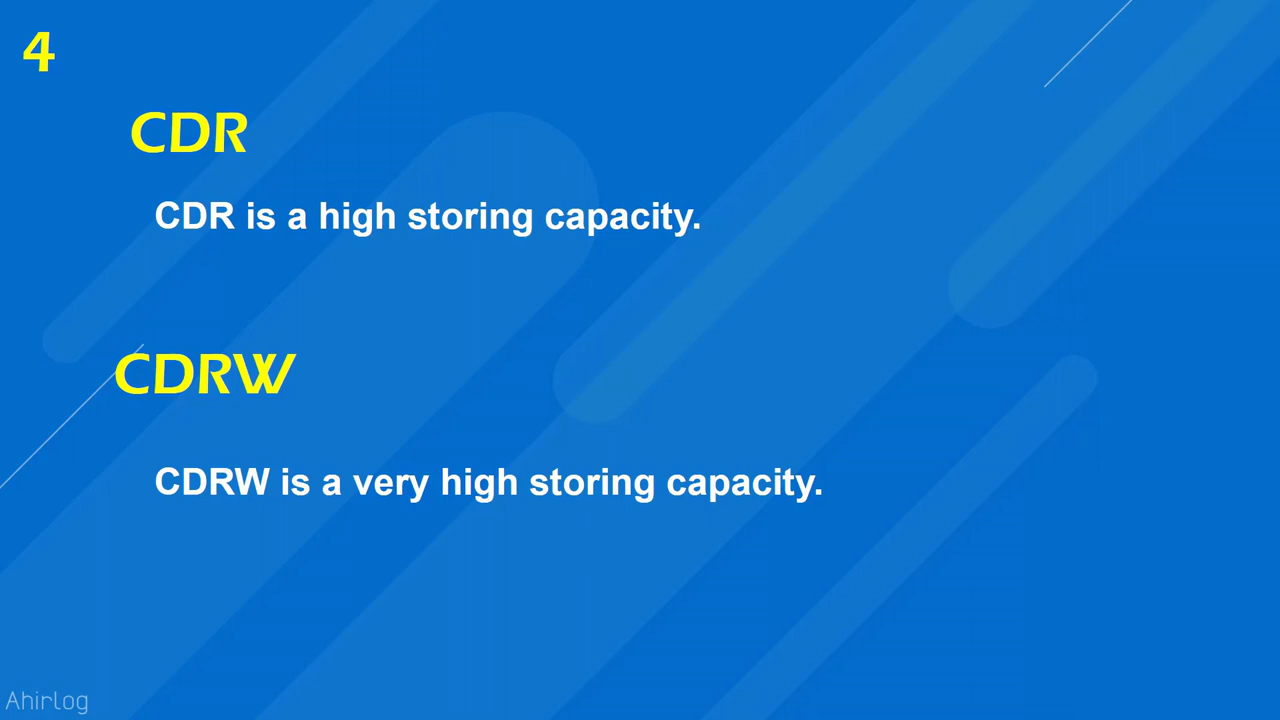 4
CDR
CDR is a high storing capacity.
CDRW
CDRW is a very high storing capacity.
Ahirlog